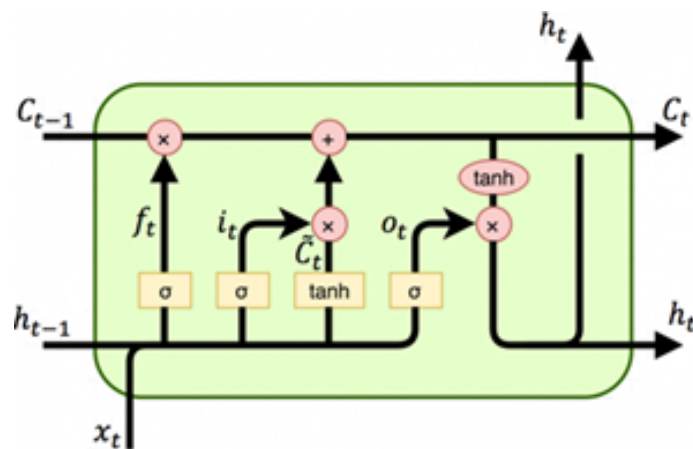 h_t
C_{t-1}
×
+
C_t
tanh
f_t
i_t
×
o_t
×
C̃_t
σ
σ
tanh
σ
h_{t-1}
h_t
x_t